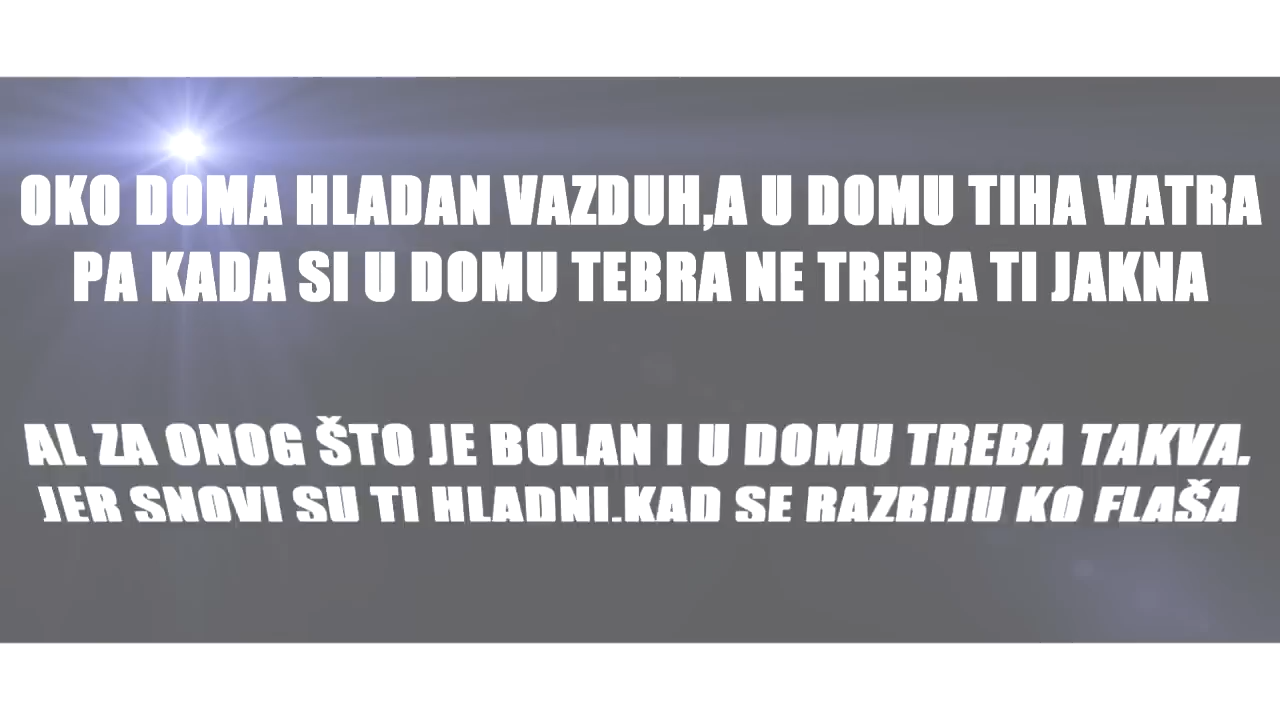 OKO DOMA HLADAN VAZDUH,A U DOMU TIHA VATRA
PA KADA SI U DOMU TEBRA NE TREBA TI JAKNA
AL ZA ONOG ŠTO JE BOLAN I U DOMU TREBA TAKVA.
JER SNOVI SU TI HLADNI.KAD SE RAZBIJU KO FLAŠA